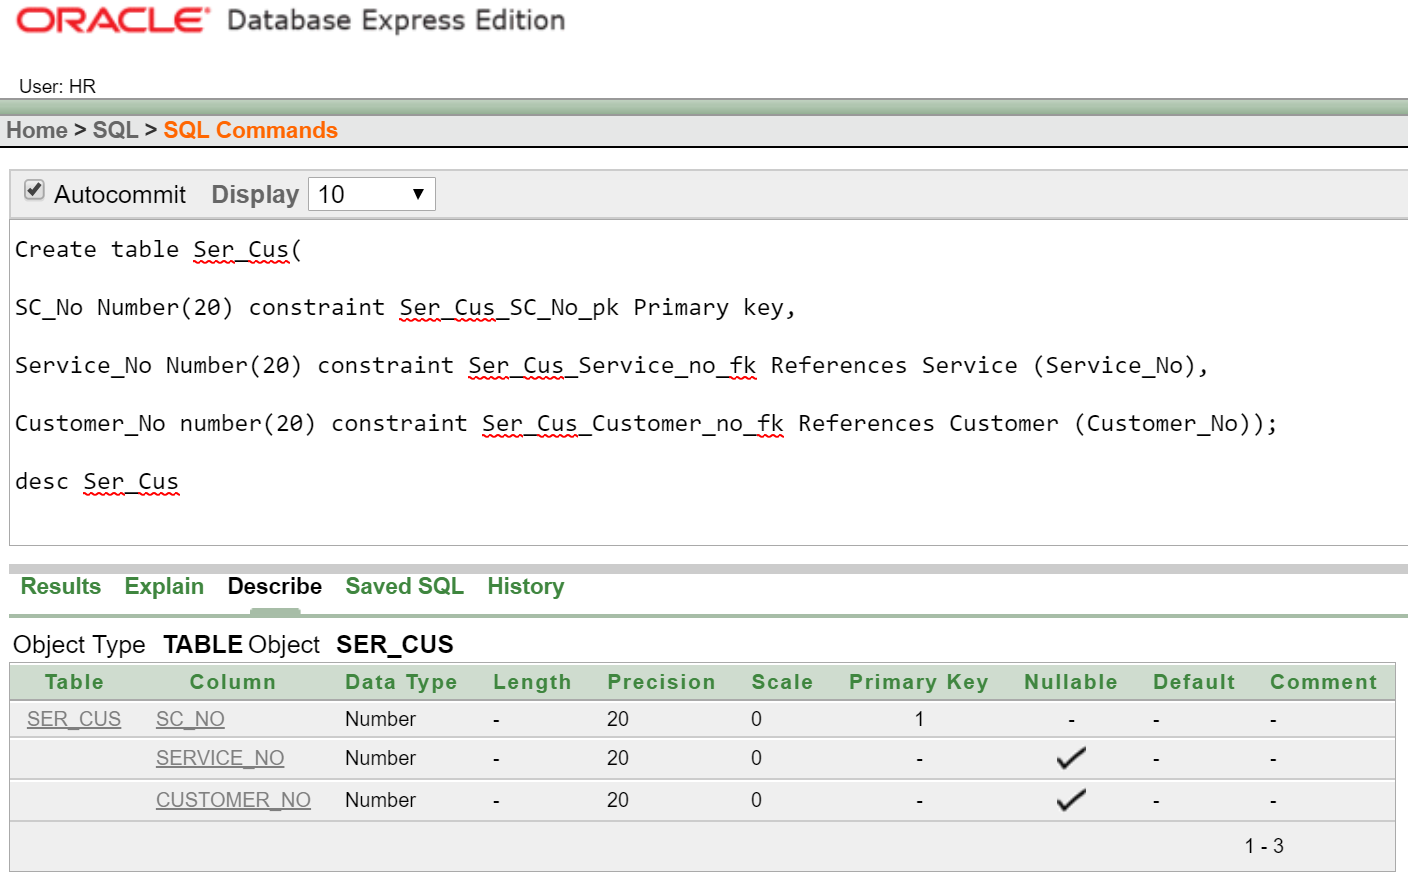 ORACLE Database Express Edition
User: HR
Home > SQL > SQL Commands
Autocommit Display 10
Create table Ser_Cus(
SC_No Number(20) constraint Ser_Cus_SC_No_pk Primary key,
Service_No Number(20) constraint Ser_Cus_Service_no_fk References Service (Service_No),
Customer_No number(20) constraint Ser_Cus_Customer_no_fk References Customer (Customer_No));
desc Ser_Cus
Results Explain Describe Saved SQL History
Object Type TABLE Object SER_CUS
Table Column Data Type Length Precision Scale Primary Key Nullable Default Comment
SER_CUS SC_NO Number - 20 0 1 - - -
SERVICE_NO Number - 20 0 - - -
CUSTOMER_NO Number - 20 0 - - -
1 - 3